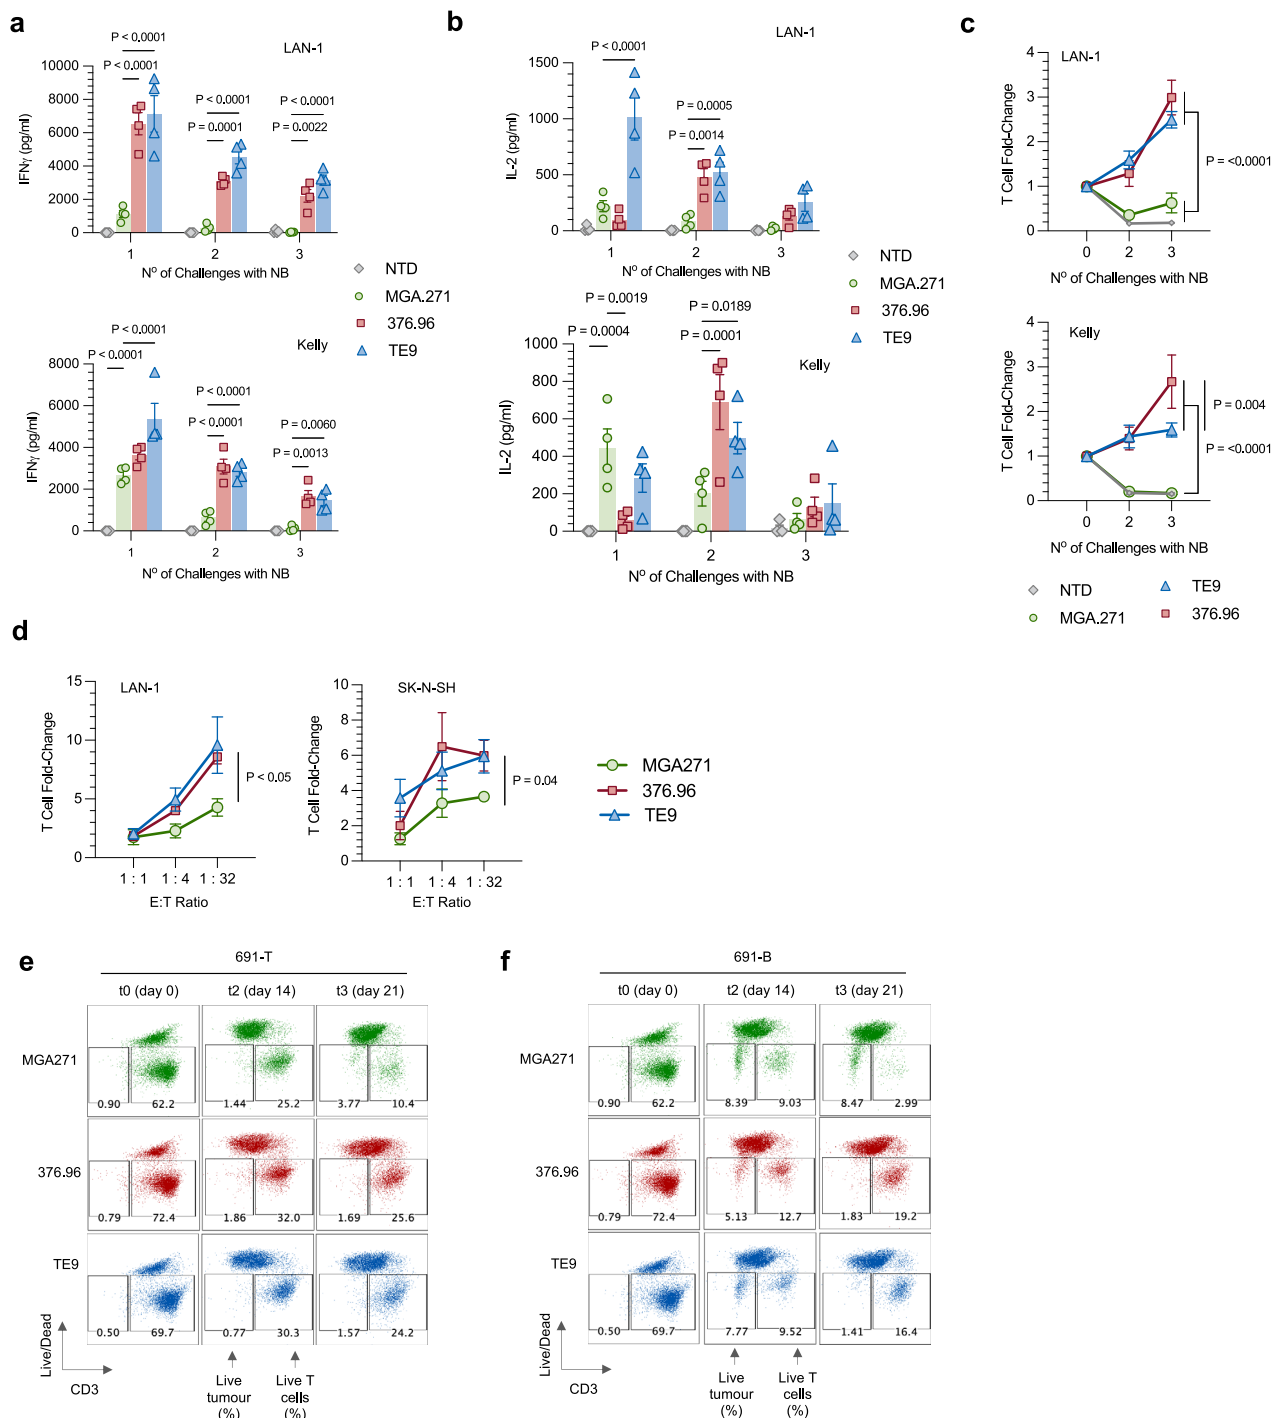 a
LAN-1
P < 0.0001
P <0.0001
P < 0.0001
P = 0.0001
P <0.0001
P = 0.0022
IFNγ (pg/ml)
10000
8000
6000
4000
2000
0
1
2
3
Nº of Challenges with NB
Kelly
P < 0.0001
P < 0.0001
P < 0.0001
P <0.0001
P = 0.0060
P =0.0013
IFNγ (pg/ml)
8000
6000
4000
2000
0
1
2
3
Nº of Challenges with NB
NTD
MGA.271
376.96
TE9
b
LAN-1
P <0.0001
P = 0.0005
P =0.0014
IL-2 (pg/ml)
1500
1000
500
0
1
2
3
Nº of Challenges with NB
Kelly
P =0.0019
P = 0.0004
P = 0.0189
P =0.0001
IL-2 (pg/ml)
1000
800
600
400
200
0
1
2
3
Nº of Challenges with NB
NTD
MGA.271
376.96
TE9
c
LAN-1
T Cell Fold-Change
4
3
2
1
0
0
2
3
P = <0.0001
Nº of Challenges with NB
Kelly
T Cell Fold-Change
4
3
2
1
0
0
2
3
P = 0.004
P = <0.0001
Nº of Challenges with NB
NTD
TE9
MGA.271
376.96
d
LAN-1
T Cell Fold-Change
15
10
5
0
1 : 1
1 : 4
1 : 32
E:T Ratio
P < 0.05
SK-N-SH
T Cell Fold-Change
10
8
6
4
2
0
1 : 1
1 : 4
1 : 32
E:T Ratio
P = 0.04
MGA271
376.96
TE9
e
691-T
t0 (day 0)
t2 (day 14)
t3 (day 21)
MGA271
0.90
62.2
1.44
25.2
3.77
10.4
376.96
0.79
72.4
1.86
32.0
1.69
25.6
TE9
0.50
69.7
0.77
30.3
1.57
24.2
Live/Dead
CD3
Live
tumour
(%)
Live T
cells
(%)
f
691-B
t0 (day 0)
t2 (day 14)
t3 (day 21)
MGA271
0.90
62.2
8.39
9.03
8.47
2.99
376.96
0.79
72.4
5.13
12.7
1.83
19.2
TE9
0.50
69.7
7.77
9.52
1.41
16.4
Live/Dead
CD3
Live
tumour
(%)
Live T
cells
(%)